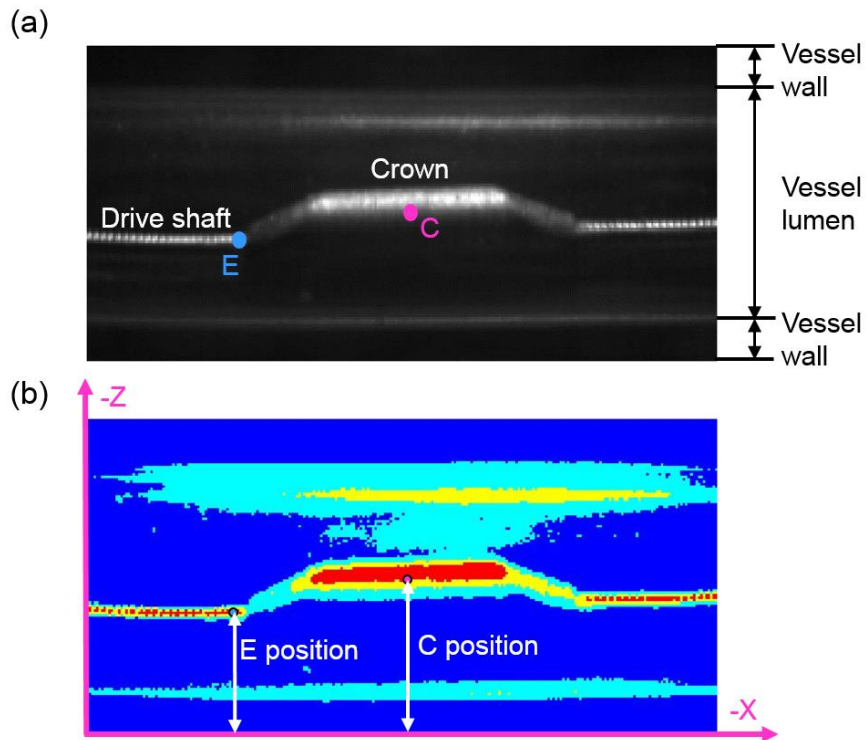 (a)
Vessel
wall
Crown
Drive shaft
Vessel
lumen
C
E
Vessel
wall
(b)
-Z
E position
C position
-X